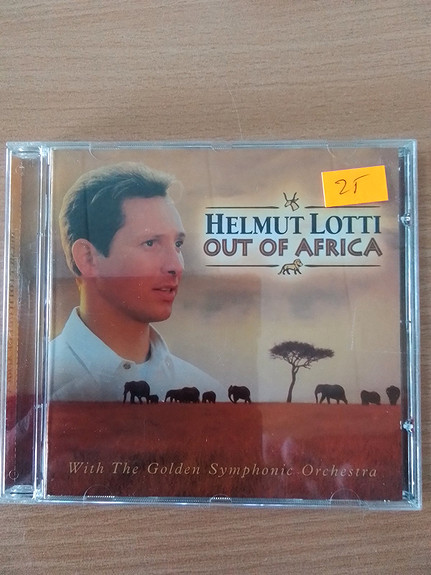 25
HELMUT LOTTI
OUT OF AFRICA
With The Golden Symphonic Orchestra